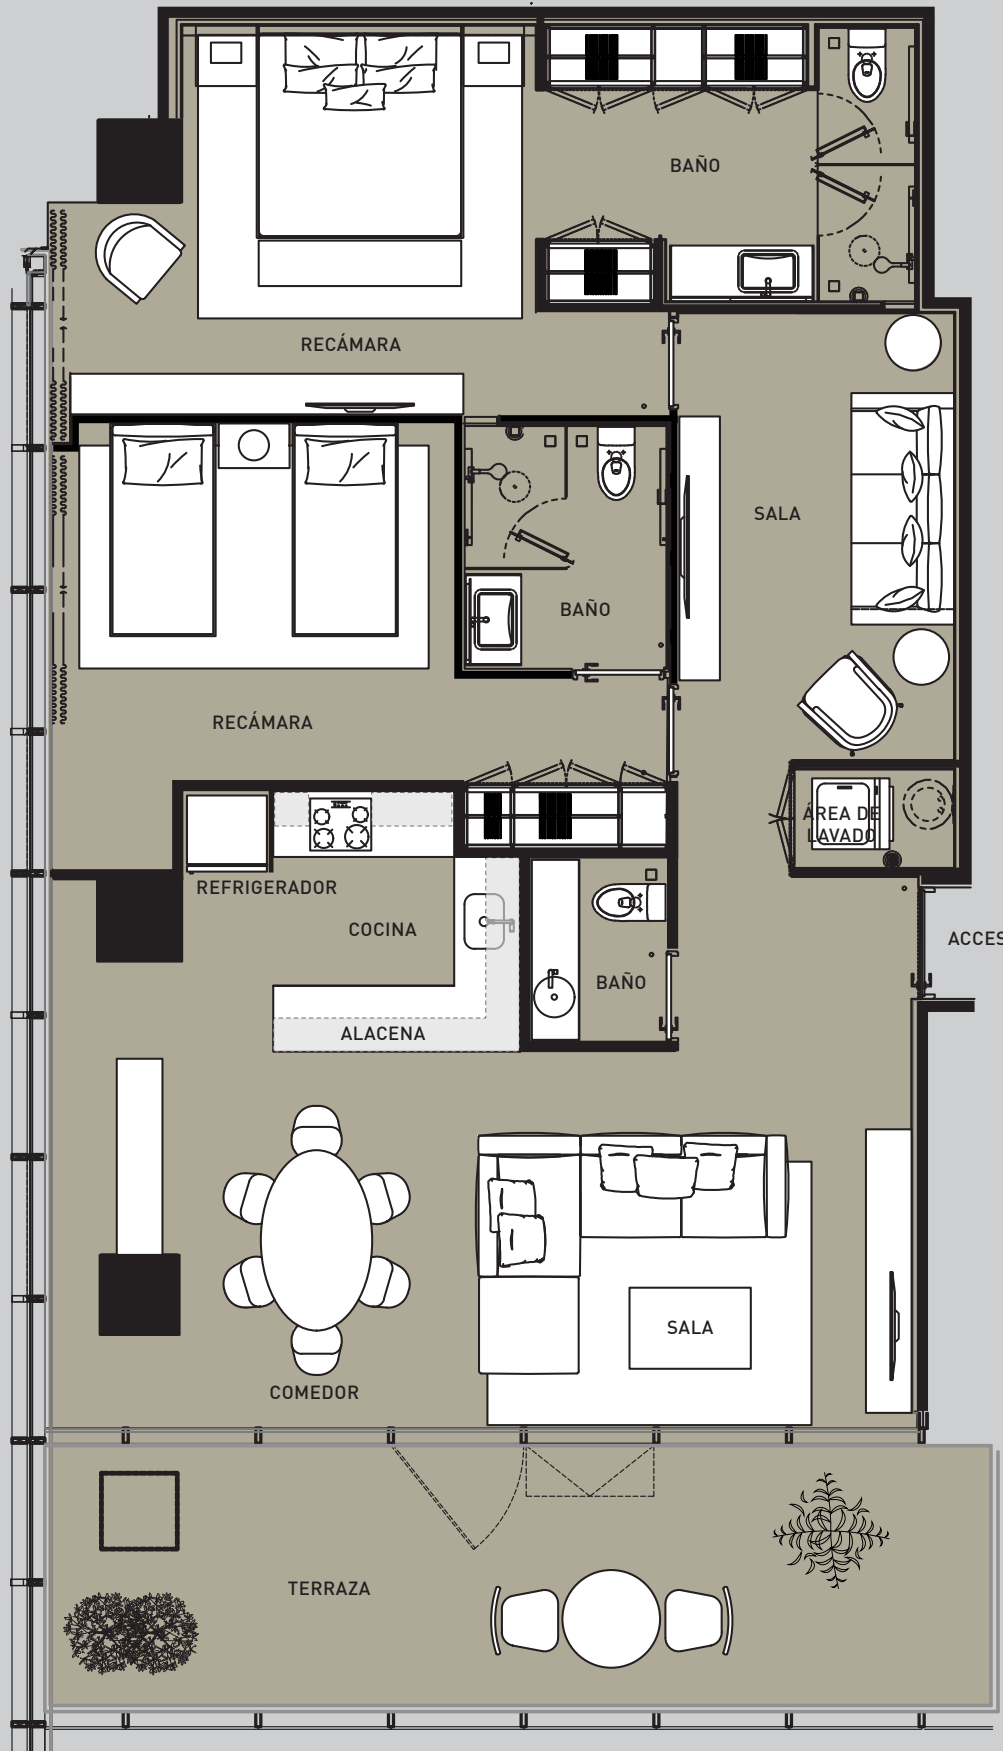 BAÑO
RECÁMARA
SALA
BAÑO
RECÁMARA
ÁREA DE
LAVADO
REFRIGERADOR
COCINA
ACCES
BAÑO
ALACENA
SALA
COMEDOR
TERRAZA